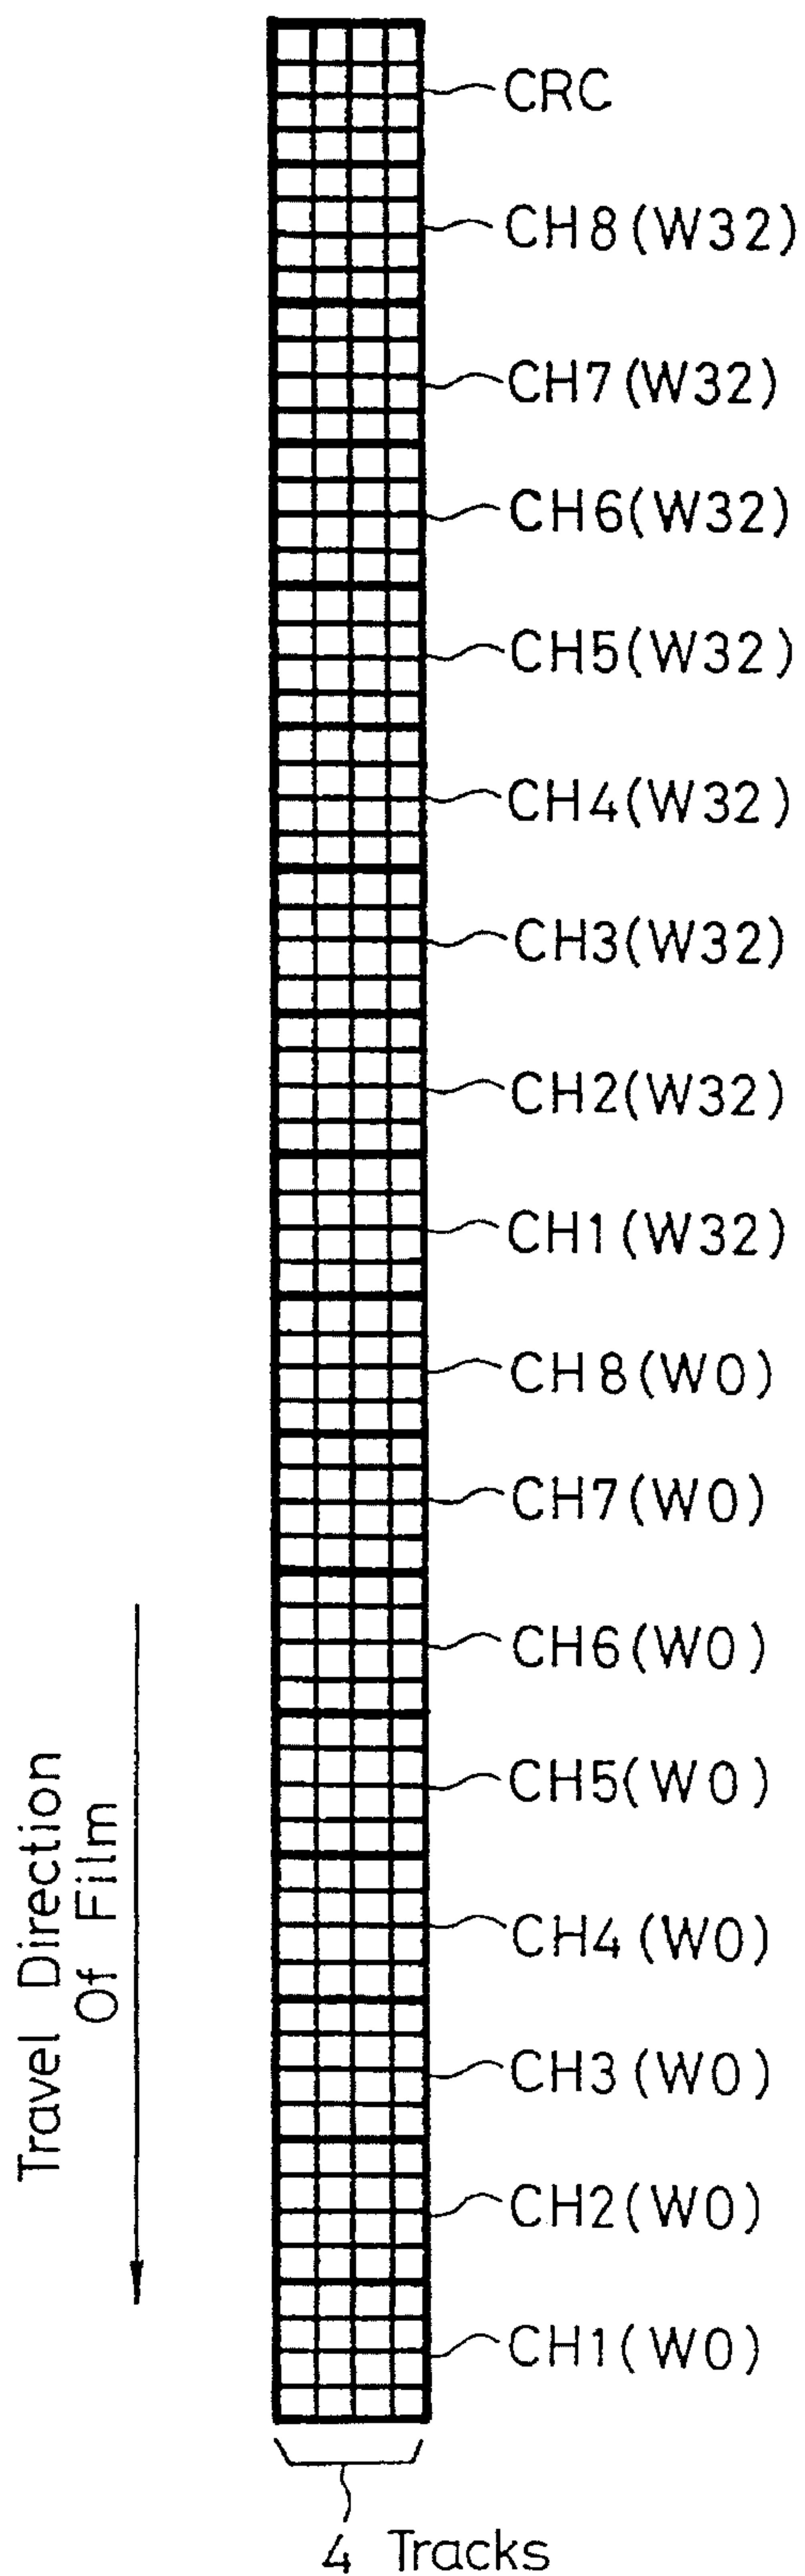 CRC
CH8(W32)
CH7(W32)
CH6(W32)
CH5(W32)
CH4(W32)
CH3(W32)
CH2(W32)
CH1(W32)
CH8(W0)
CH7(W0)
CH6(W0)
CH5(W0)
CH4(W0)
CH3(W0)
CH2(W0)
CH1(W0)
Travel Direction
Of Film
4 Tracks